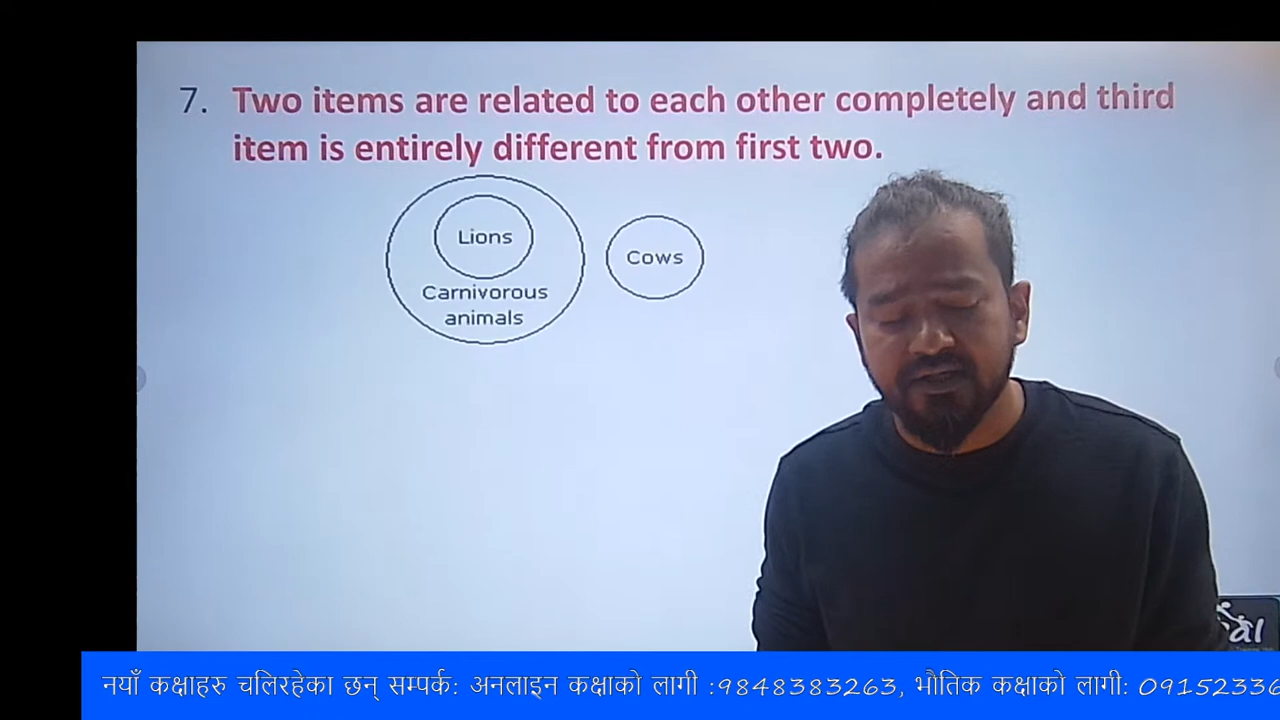 7. Two items are related to each other completely and third
item is entirely different from first two.
Lions
Cows
Carnivorous
animals
नयाँ कक्षाहरु चलिरहेका छन् सम्पर्क: अनलाइन कक्षाको लागी :9848383263, भौतिक कक्षाको लागी: 09152336